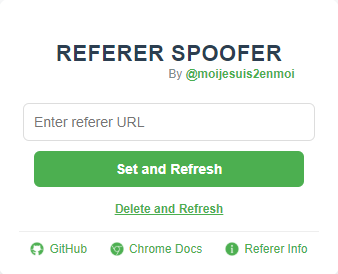 REFERER SPOOFER
By @moijesuis2enmoi
Enter referer URL
Set and Refresh
Delete and Refresh
GitHub Chrome Docs Referer Info